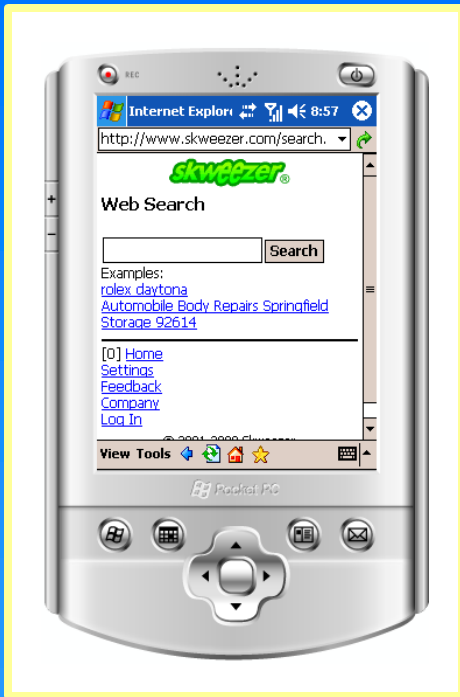 REC
Internet Explor 8:57
http://www.skweezer.com/search.
skweezer®
Web Search
Search
Examples:
rolex daytona
Automobile Body Repairs Springfield
Storage 92614
[0] Home
Settings
Feedback
Company
Log In
View Tools
Pocket PC